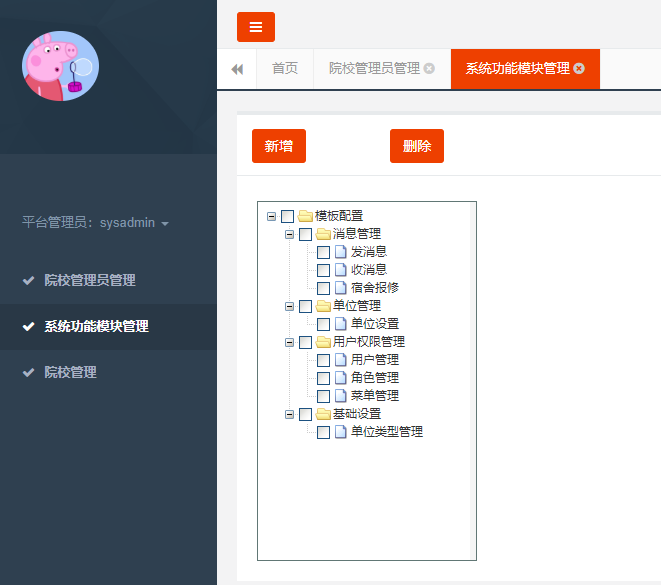 首页
院校管理员管理
系统功能模块管理
新增
删除
平台管理员：sysadmin
院校管理员管理
系统功能模块管理
院校管理
模板配置
消息管理
发消息
收消息
宿舍报修
单位管理
单位设置
用户权限管理
用户管理
角色管理
菜单管理
基础设置
单位类型管理